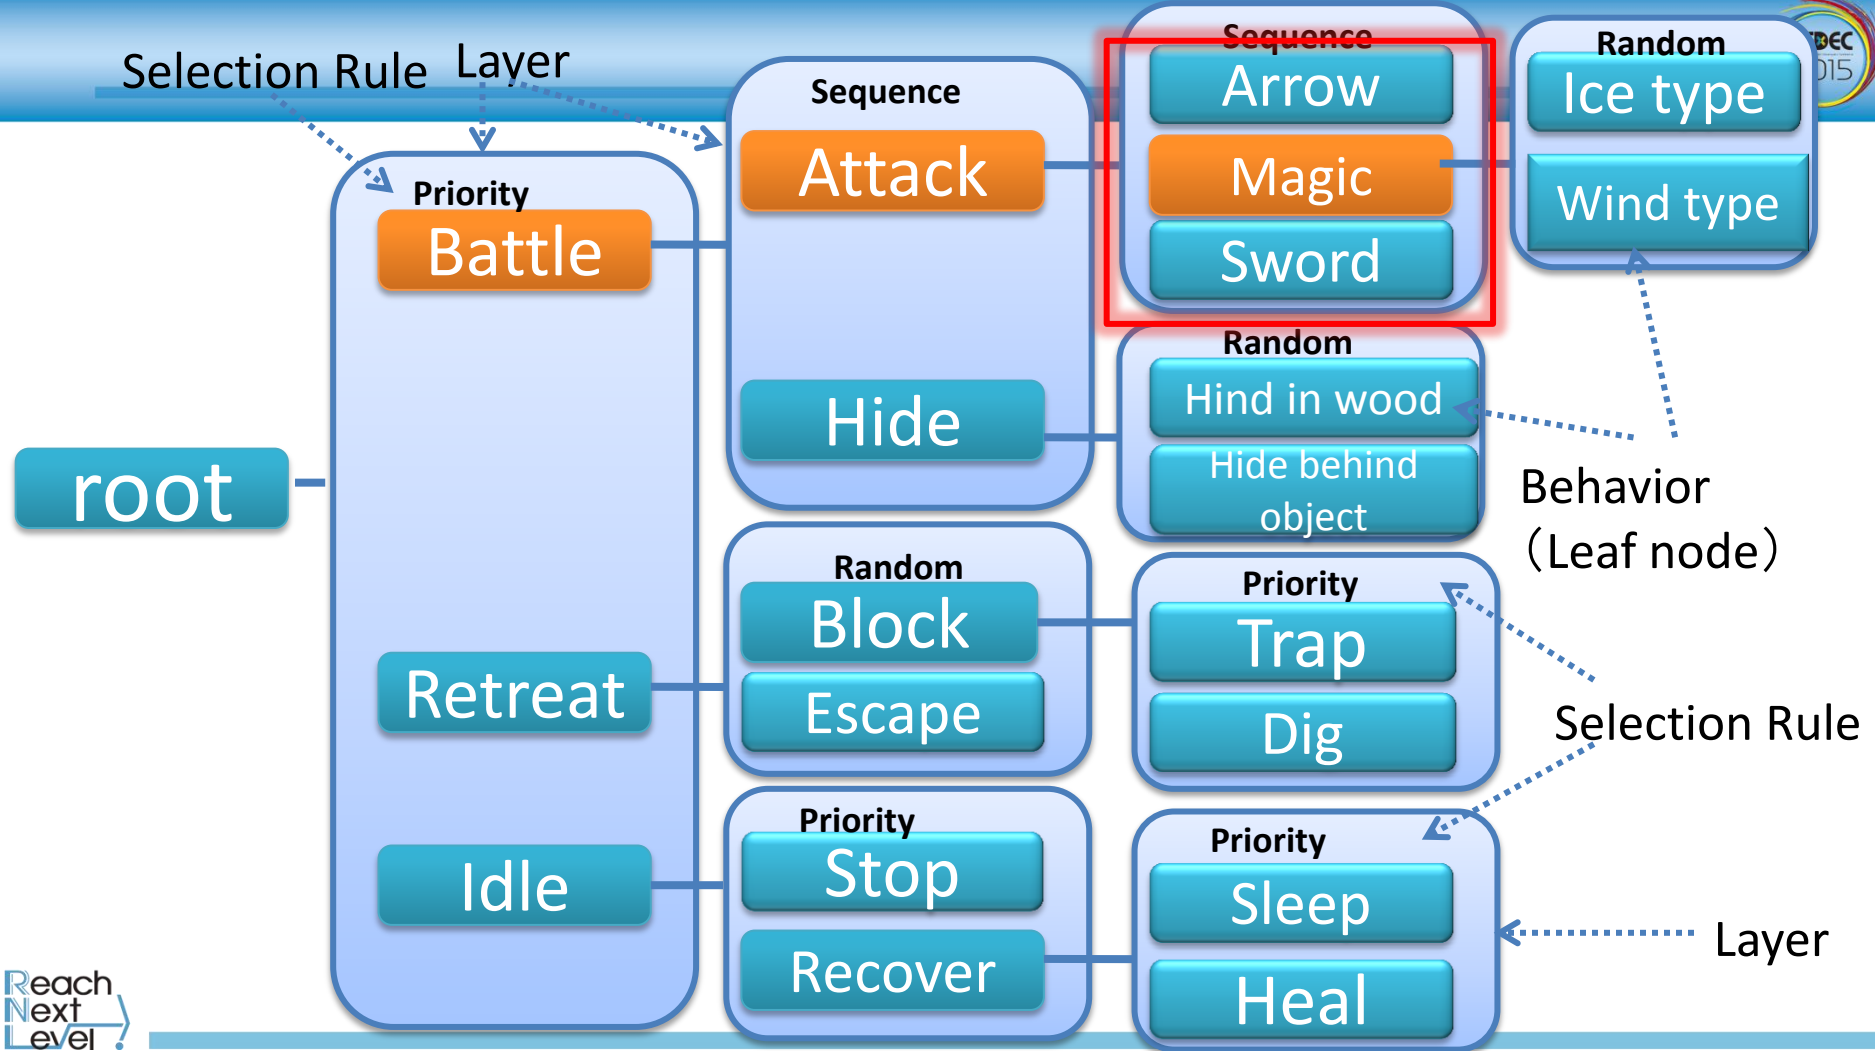 Selection Rule
Layer
Priority
Battle
Retreat
Idle
root
Sequence
Attack
Hide
Sequence
Arrow
Magic
Sword
Random
Ice type
Wind type
Random
Hind in wood
Hide behind
object
Behavior
（Leaf node）
Random
Block
Escape
Priority
Trap
Dig
Selection Rule
Priority
Stop
Recover
Priority
Sleep
Heal
Layer
Reach
Next
Level